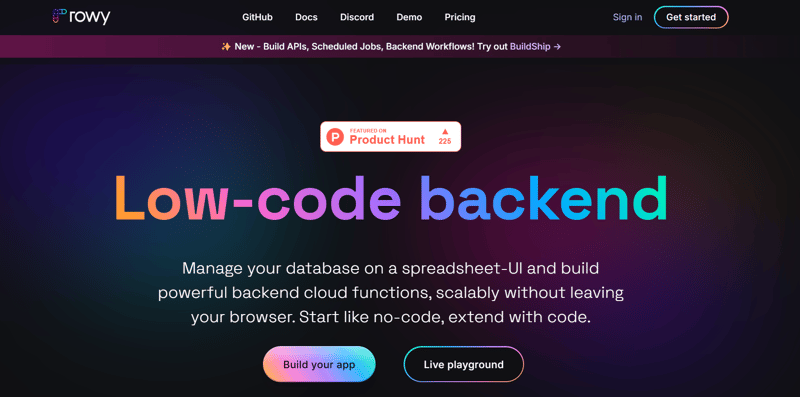 rowy
GitHub Docs Discord Demo Pricing Sign in Get started
✨ New - Build APIs, Scheduled Jobs, Backend Workflows! Try out BuildShip →
FEATURED ON
P Product Hunt ▲ 225
Low-code backend
Manage your database on a spreadsheet-UI and build
powerful backend cloud functions, scalably without leaving
your browser. Start like no-code, extend with code.
Build your app Live playground